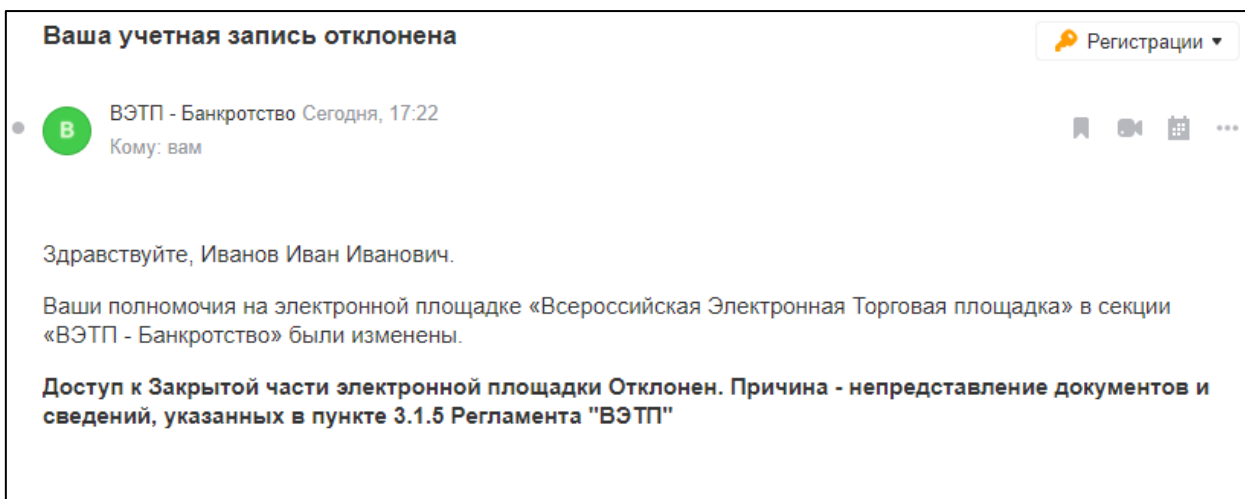 Ваша учетная запись отклонена
Регистрации
В
ВЭТП - Банкротство Сегодня, 17:22
Кому: вам
Здравствуйте, Иванов Иван Иванович.
Ваши полномочия на электронной площадке «Всероссийская Электронная Торговая площадка» в секции
«ВЭТП - Банкротство» были изменены.
Доступ к Закрытой части электронной площадки Отклонен. Причина - непредставление документов и
сведений, указанных в пункте 3.1.5 Регламента "ВЭТП"